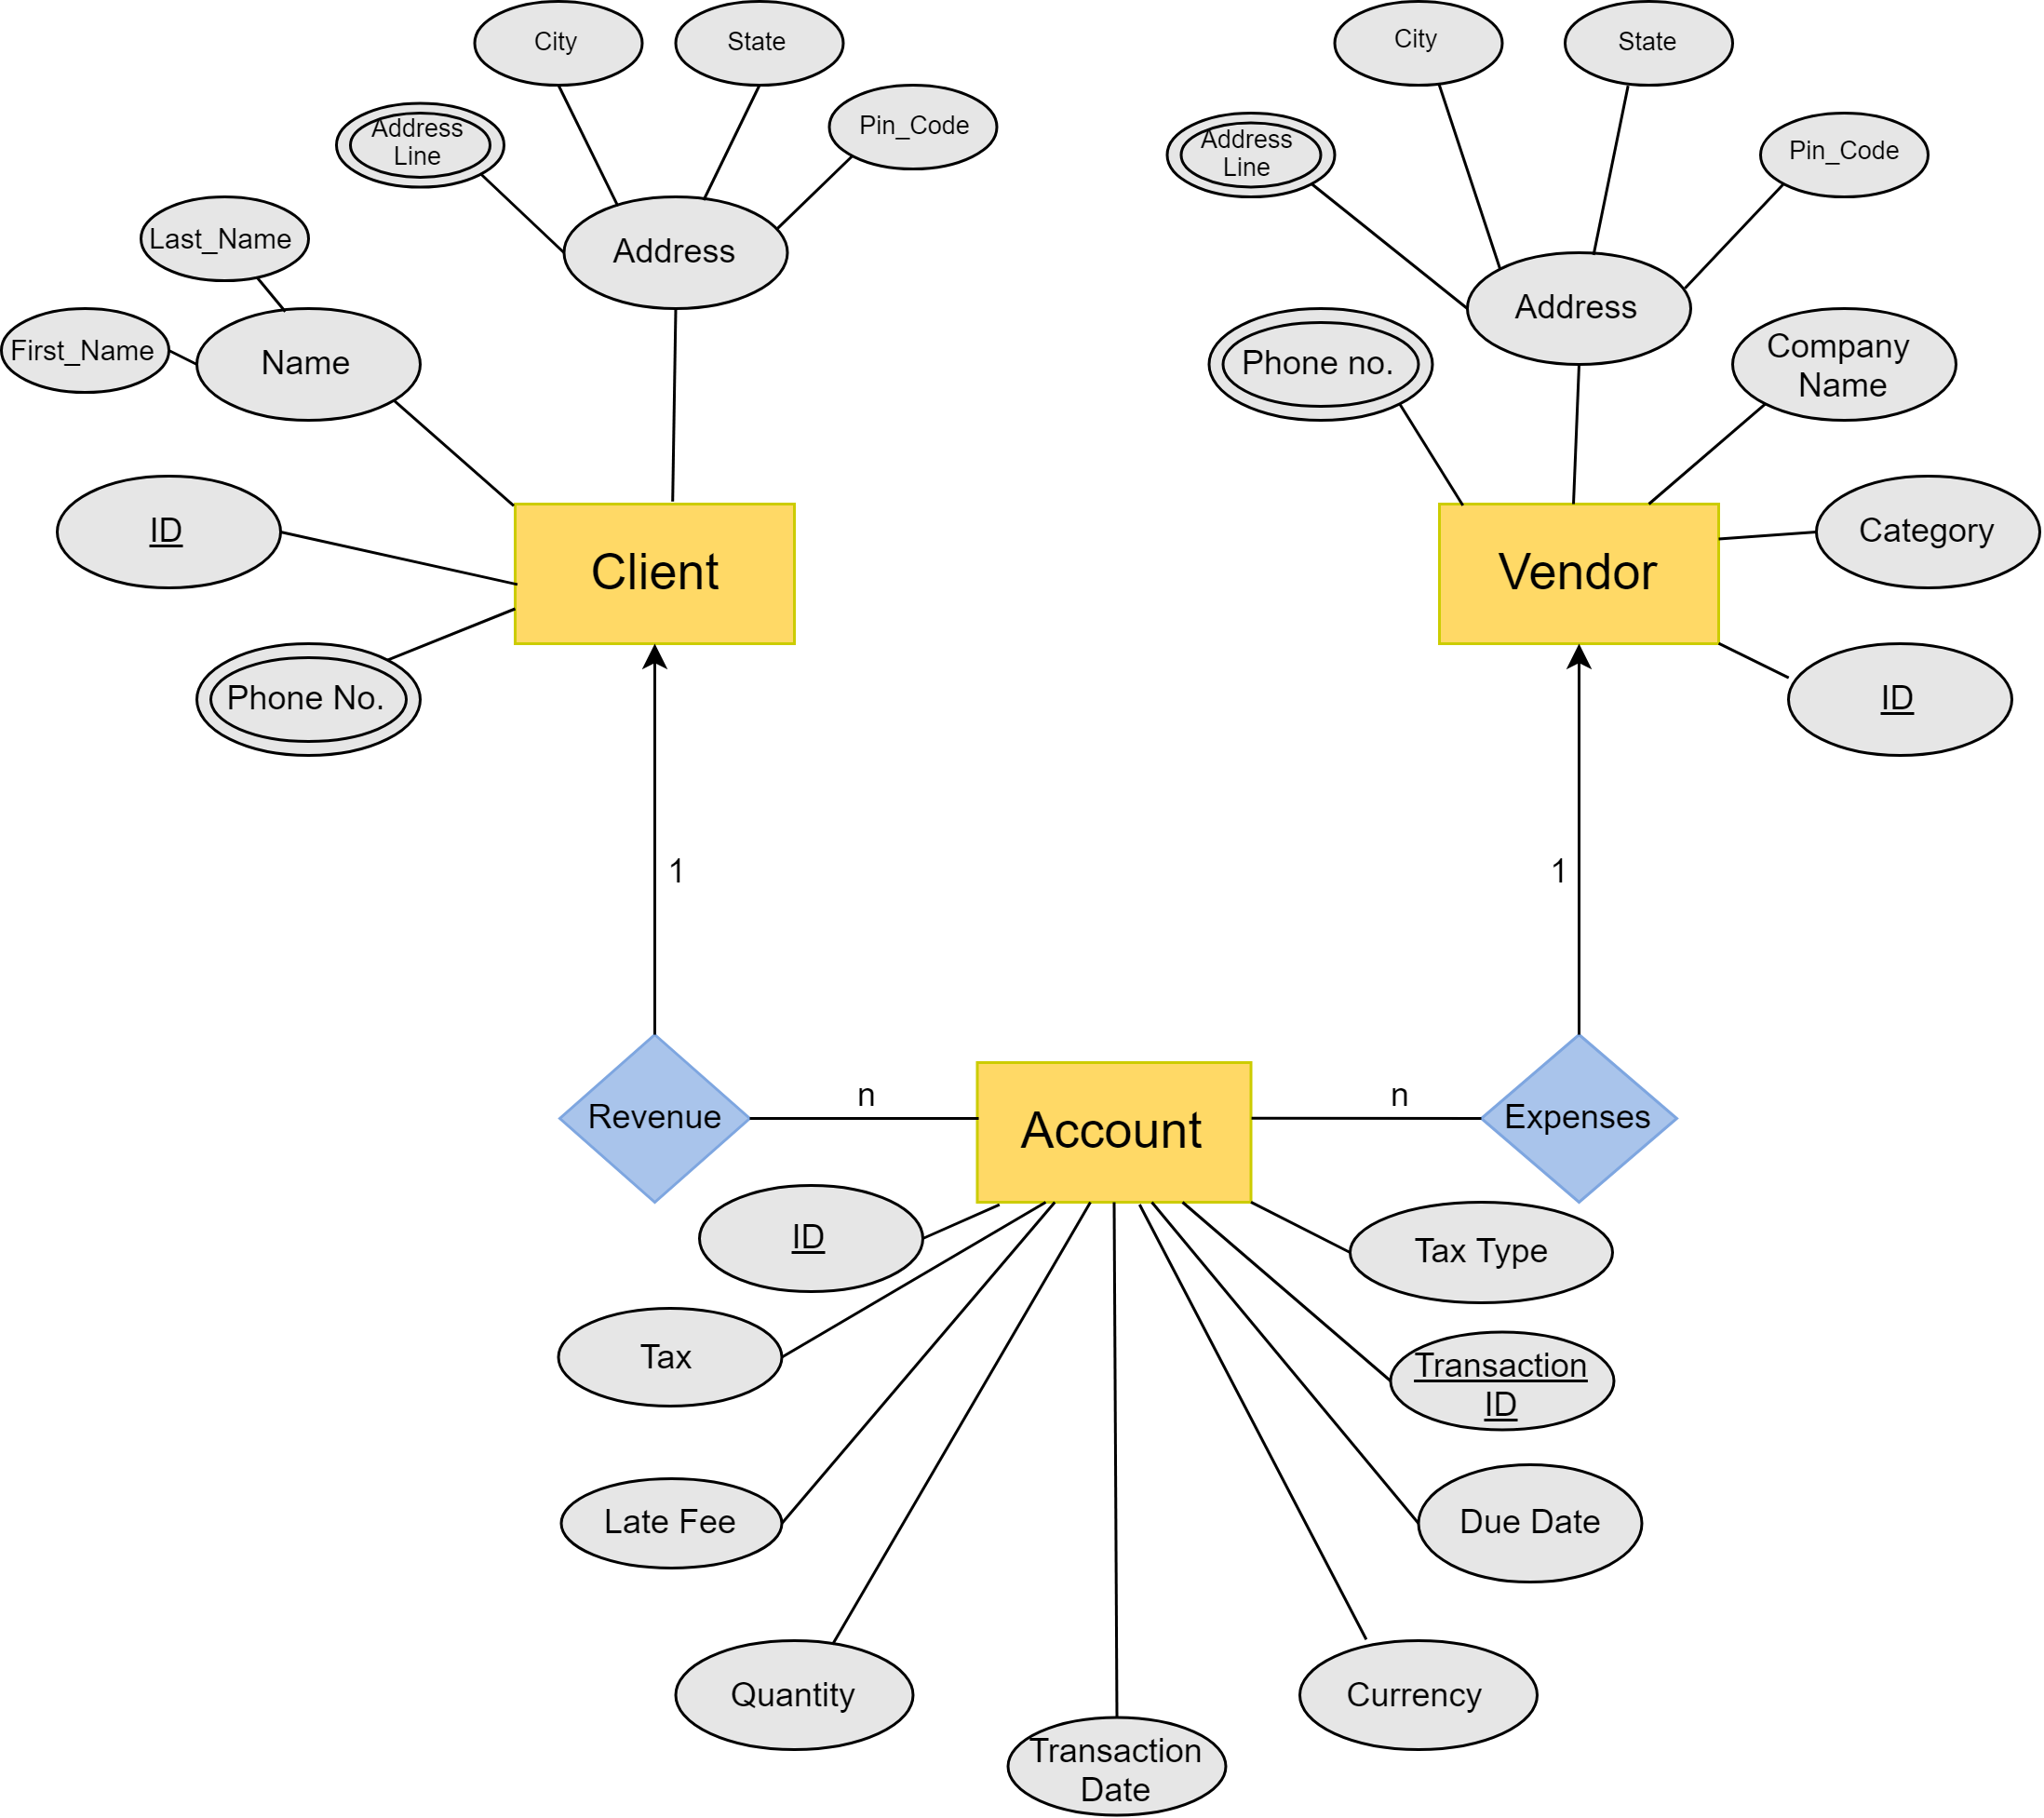 City
State
City
State
Address
Line
Pin_Code
Address
Line
Pin_Code
Last_Name
Address
Address
First_Name
Name
Phone no.
Company
Name
ID
Client
Vendor
Category
Phone No.
ID
1
1
n
n
Revenue
Account
Expenses
ID
Tax Type
Tax
Transaction
ID
Late Fee
Due Date
Quantity
Currency
Transaction
Date